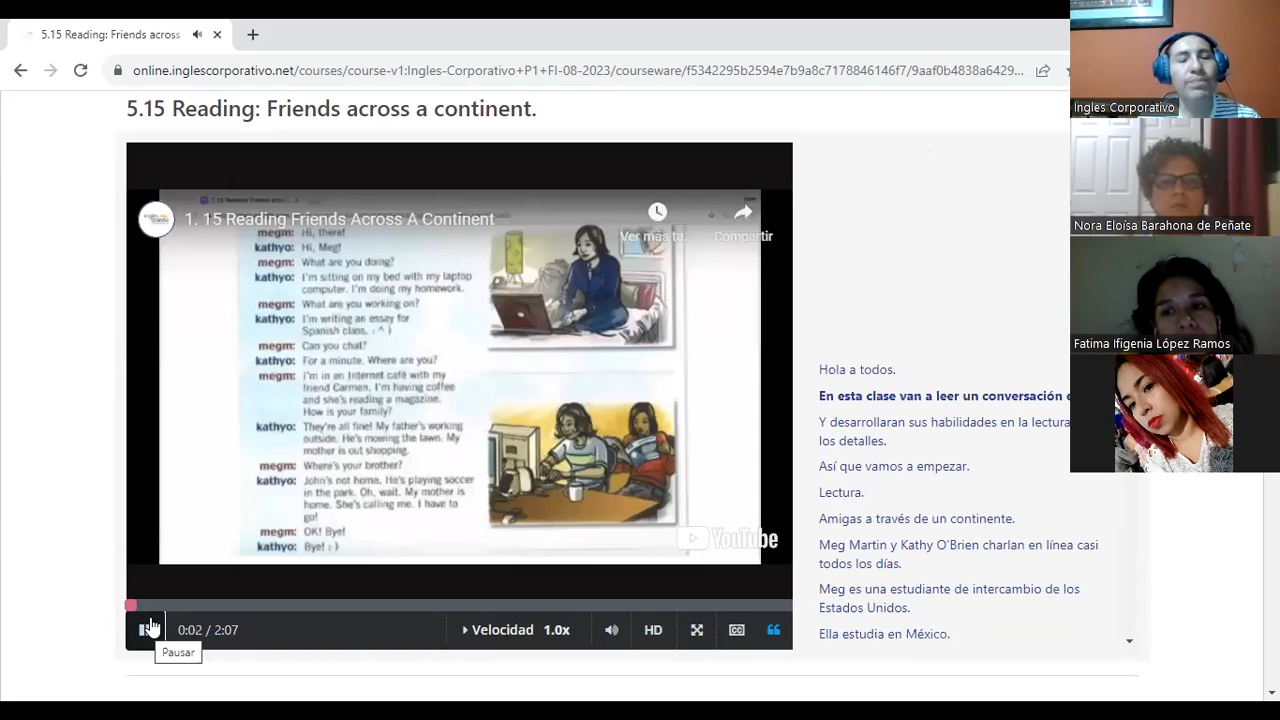 5.15 Reading: Friends across
online.inglescorporativo.net/courses/course-v1:Ingles-Corporativo+P1+FI-08-2023/courseware/f5342295b2594e7b9a8c7178846146f7/9aaf0b4838a6429...
5.15 Reading: Friends across a continent.
1. 15 Reading Friends Across A Continent
Ver más ta...
Compartir
megm: Hi, there!
kathyo: Hi, Meg!
megm: What are you doing?
kathyo: I'm sitting on my bed with my laptop
computer. I'm doing my homework.
megm: What are you working on?
kathyo: I'm writing an essay for
Spanish class. : ^ )
megm: Can you chat?
kathyo: For a minute. Where are you?
megm: I'm in an Internet café with my
friend Carmen. I'm having coffee
and she's reading a magazine.
How is your family?
kathyo: They're all fine! My father's working
outside. He's mowing the lawn. My
mother is out shopping.
megm: Where's your brother?
kathyo: John's not home. He's playing soccer
in the park. Oh, wait. My mother is
home. She's calling me. I have to
go!
megm: OK! Bye!
kathyo: Bye! : )
YouTube
0:02 / 2:07
Velocidad 1.0x
HD
Pausar
Hola a todos.
En esta clase van a leer un conversación e
Y desarrollaran sus habilidades en la lectura
los detalles.
Así que vamos a empezar.
Lectura.
Amigas a través de un continente.
Meg Martin y Kathy O'Brien charlan en línea casi
todos los días.
Meg es una estudiante de intercambio de los
Estados Unidos.
Ella estudia en México.
Ingles Corporativo
Nora Eloísa Barahona de Peñate
Fatima Ifigenia López Ramos